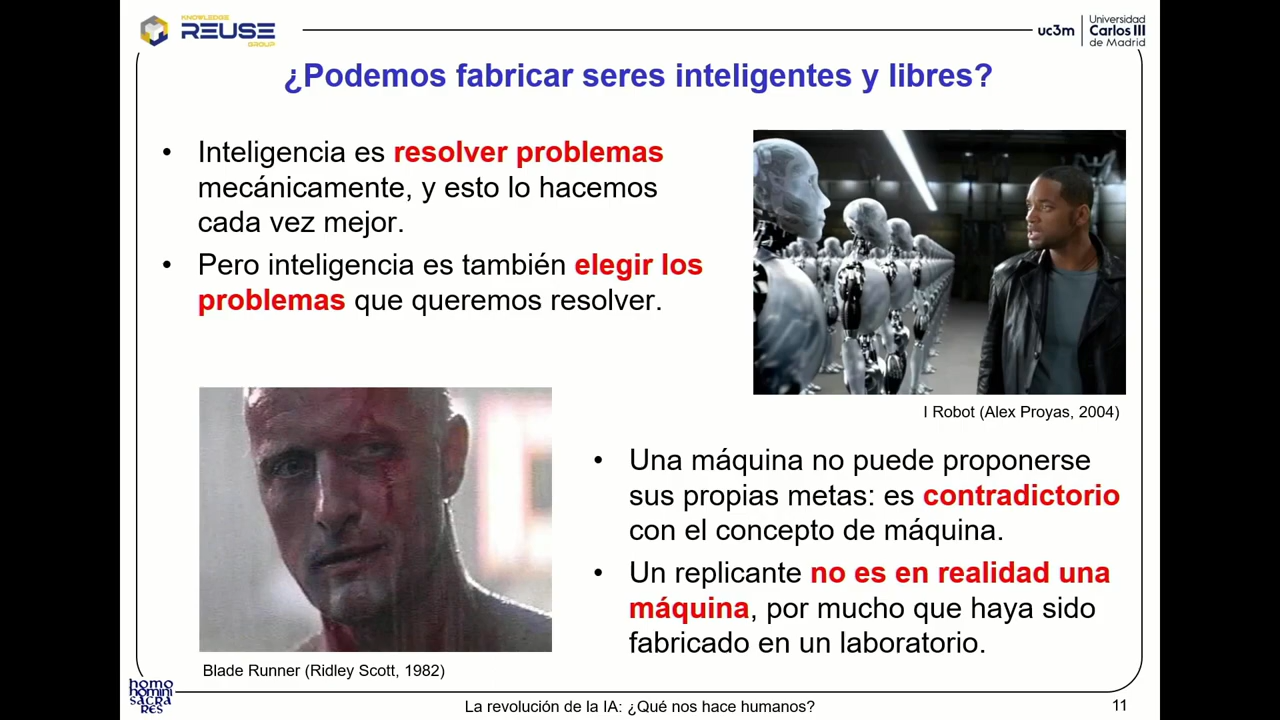 KNOWLEDGE
REUSE
GROUP
uc3m
Universidad
Carlos III
de Madrid
¿Podemos fabricar seres inteligentes y libres?
• Inteligencia es resolver problemas
mecánicamente, y esto lo hacemos
cada vez mejor.
• Pero inteligencia es también elegir los
problemas que queremos resolver.
I Robot (Alex Proyas, 2004)
• Una máquina no puede proponerse
sus propias metas: es contradictorio
con el concepto de máquina.
• Un replicante no es en realidad una
máquina, por mucho que haya sido
fabricado en un laboratorio.
Blade Runner (Ridley Scott, 1982)
homo
homini
SACRA
RES
La revolución de la IA: ¿Qué nos hace humanos?
11